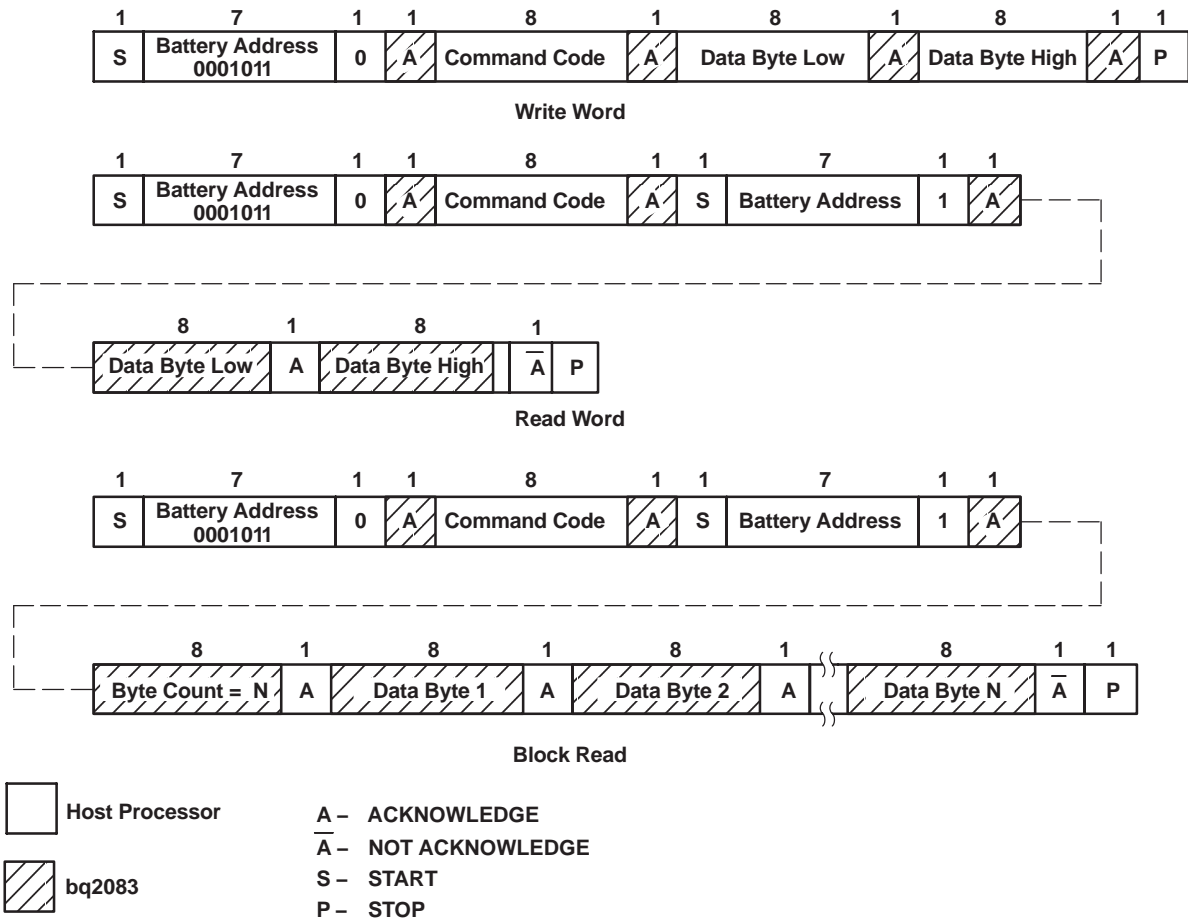 1 7 1 1 8 1 8 1 8 1 1
S Battery Address 0 A Command Code A Data Byte Low A Data Byte High A P
0001011
Write Word
1 7 1 1 8 1 1 7 1 1
S Battery Address 0 A Command Code A S Battery Address 1 A
0001011
8 1 8 1
Data Byte Low A Data Byte High A̅ P
Read Word
1 7 1 1 8 1 1 7 1 1
S Battery Address 0 A Command Code A S Battery Address 1 A
0001011
8 1 8 1 8 1 8 1 1
Byte Count = N A Data Byte 1 A Data Byte 2 A Data Byte N A̅ P
Block Read
Host Processor
bq2083
A – ACKNOWLEDGE
A̅ – NOT ACKNOWLEDGE
S – START
P – STOP